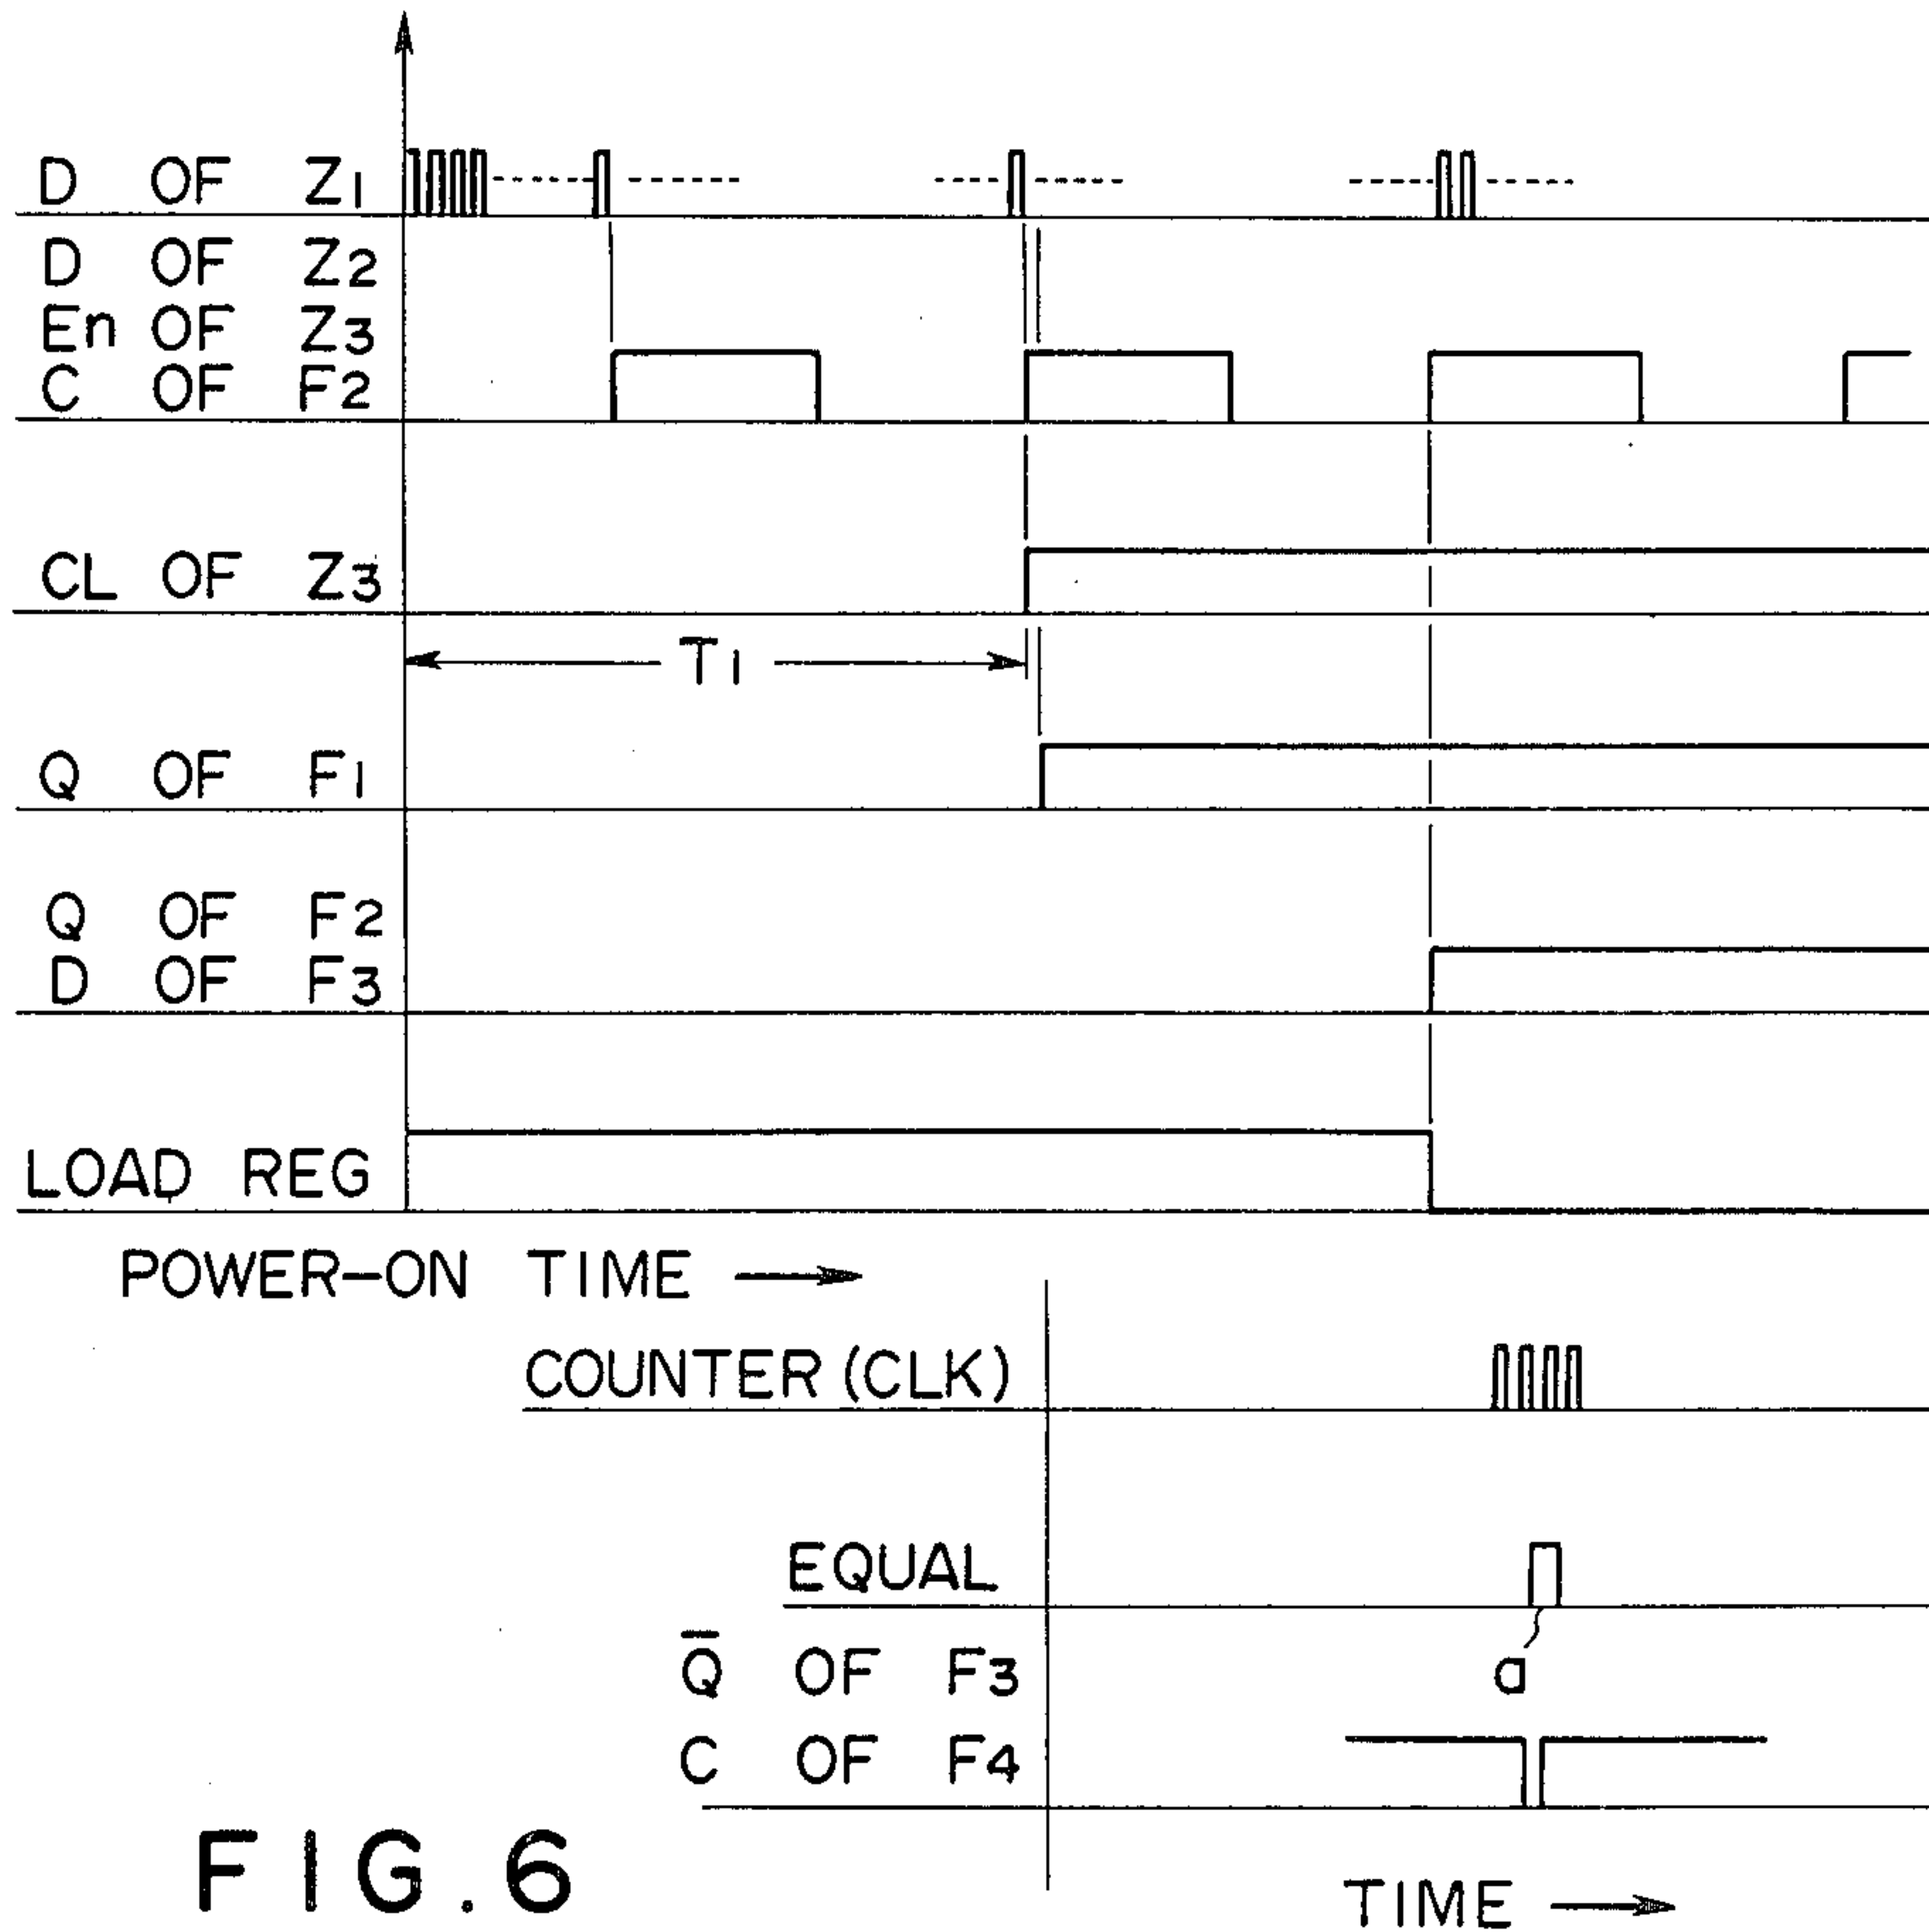 D OF Z1
D OF Z2
En OF Z3
C OF F2
CL OF Z3
T1
Q OF F1
Q OF F2
D OF F3
LOAD REG
POWER-ON TIME
COUNTER (CLK)
EQUAL
a
Q̅ OF F3
C OF F4
FIG.6
TIME